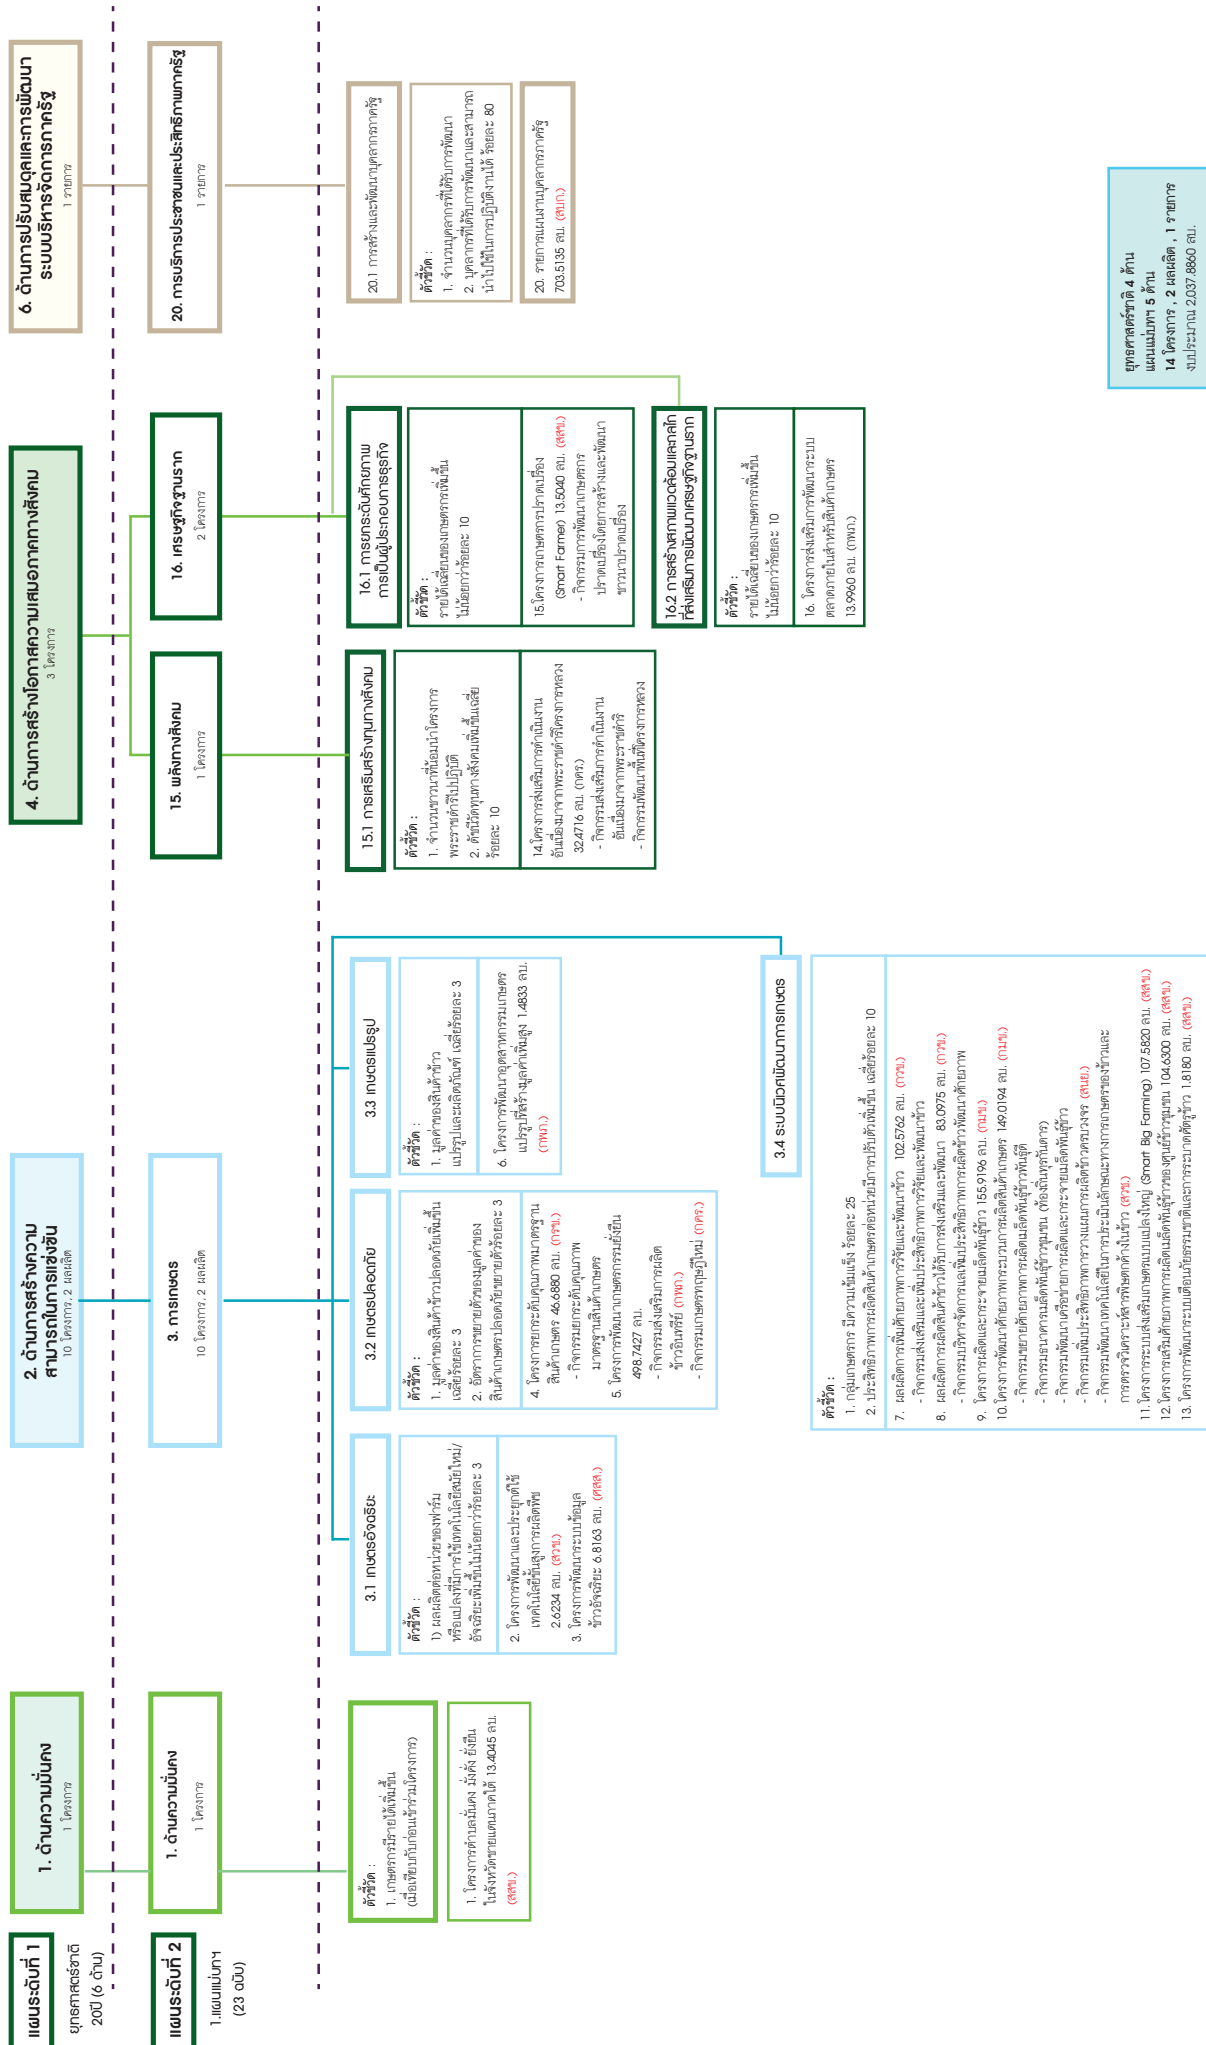 แผนระดับที่ 1
ยุทธศาสตร์ชาติ
20ปี (6 ด้าน)
1. ด้านความมั่นคง
1 โครงการ
2. ด้านการสร้างความ
สามารถในการแข่งขัน
10 โครงการ, 2 ผลผลิต
4. ด้านการสร้างโอกาสความเสมอภาคทางสังคม
3 โครงการ
6. ด้านการปรับสมดุลและการพัฒนา
ระบบบริหารจัดการภาครัฐ
1 รายการ
แผนระดับที่ 2
1.แผนแม่บทฯ
(23 ฉบับ)
1. ด้านความมั่นคง
1 โครงการ
3. การเกษตร
10 โครงการ, 2 ผลผลิต
15. พลังทางสังคม
1 โครงการ
16. เศรษฐกิจฐานราก
2 โครงการ
20. การบริการประชาชนและประสิทธิภาพภาครัฐ
1 รายการ
ตัวชี้วัด :
1. เกษตรกรมีรายได้เพิ่มขึ้น
(เมื่อเทียบกับก่อนเข้าร่วมโครงการ)
1. โครงการตำบลมั่นคง มั่งคั่ง ยั่งยืน
ในจังหวัดชายแดนภาคใต้ 13.4045 ลบ.
(สสข.)
3.1 เกษตรอัจฉริยะ
ตัวชี้วัด :
1) ผลผลิตต่อหน่วยของฟาร์ม
หรือแปลงที่มีการใช้เทคโนโลยีสมัยใหม่/
อัจฉริยะเพิ่มขึ้นไม่น้อยกว่าร้อยละ 3
2. โครงการพัฒนาและประยุกต์ใช้
เทคโนโลยีขั้นสูงการผลิตพืช
2.6234 ลบ. (สวข.)
3. โครงการพัฒนาระบบข้อมูล
ข้าวอัจฉริยะ 6.8163 ลบ. (ศสส.)
3.2 เกษตรปลอดภัย
ตัวชี้วัด :
1. มูลค่าของสินค้าข้าวปลอดภัยเพิ่มขึ้น
เฉลี่ยร้อยละ 3
2. อัตราการขยายตัวของมูลค่าของ
สินค้าเกษตรปลอดภัยขยายตัวร้อยละ 3
4. โครงการยกระดับคุณภาพมาตรฐาน
สินค้าเกษตร 46.6880 ลบ. (กรข.)
- กิจกรรมยกระดับคุณภาพ
มาตรฐานสินค้าเกษตร
5. โครงการพัฒนาเกษตรกรรมยั่งยืน
498.7427 ลบ.
- กิจกรรมส่งเสริมการผลิต
ข้าวอินทรีย์ (กพภ.)
- กิจกรรมเกษตรทฤษฎีใหม่ (กคร.)
3.3 เกษตรแปรรูป
ตัวชี้วัด :
1. มูลค่าของสินค้าข้าว
แปรรูปและผลิตภัณฑ์ เฉลี่ยร้อยละ 3
6. โครงการพัฒนาอุตสาหกรรมเกษตร
แปรรูปที่สร้างมูลค่าเพิ่มสูง 1.4833 ลบ.
(กพภ.)
3.4 ระบบนิเวศพัฒนาการเกษตร
ตัวชี้วัด :
1. กลุ่มเกษตรกร มีความเข้มแข็ง ร้อยละ 25
2. ประสิทธิภาพการผลิตสินค้าเกษตรต่อหน่วยมีการปรับตัวเพิ่มขึ้น เฉลี่ยร้อยละ 10
7. ผลผลิตการเพิ่มศักยภาพการวิจัยและพัฒนาข้าว 102.5762 ลบ. (กวข.)
- กิจกรรมส่งเสริมและเพิ่มประสิทธิภาพการวิจัยและพัฒนาข้าว
8. ผลผลิตการผลิตสินค้าข้าวได้รับการส่งเสริมและพัฒนา 83.0975 ลบ. (กวข.)
- กิจกรรมบริหารจัดการและเพิ่มประสิทธิภาพการผลิตข้าวพัฒนาศักยภาพ
9. โครงการผลิตและกระจายเมล็ดพันธุ์ข้าว 155.9196 ลบ. (กมข.)
10.โครงการพัฒนาศักยภาพกระบวนการผลิตสินค้าเกษตร 149.0194 ลบ. (กมข.)
- กิจกรรมขยายศักยภาพการผลิตเมล็ดพันธุ์ข้าวพันธุ์ดี
- กิจกรรมธนาคารเมล็ดพันธุ์ข้าวชุมชน (ท้องถิ่นทุกกันดาร)
- กิจกรรมพัฒนาเครือข่ายการผลิตและกระจายเมล็ดพันธุ์ข้าว
- กิจกรรมเพิ่มประสิทธิภาพการวางแผนการผลิตข้าวครบวงจร (สนย.)
- กิจกรรมพัฒนาเทคโนโลยีในการประเมินลักษณะทางการเกษตรของข้าวและ
การตรวจวิเคราะห์สารพิษตกค้างในข้าว (สวข.)
11.โครงการระบบส่งเสริมเกษตรแบบแปลงใหญ่ (Smart Big Farming) 107.5820 ลบ. (สสข.)
12.โครงการเสริมศักยภาพการผลิตเมล็ดพันธุ์ข้าวของศูนย์ข้าวชุมชน 104.6300 ลบ. (สสข.)
13. โครงการพัฒนาระบบเตือนภัยธรรมชาติและการระบาดศัตรูข้าว 1.8180 ลบ. (สสข.)
15.1 การเสริมสร้างทุนทางสังคม
ตัวชี้วัด :
1. จำนวนชาวนาที่น้อมนำโครงการ
พระราชดำริไปปฏิบัติ
2. ดัชนีวัดทุนทางสังคมเพิ่มขึ้นเฉลี่ย
ร้อยละ 10
14.โครงการส่งเสริมการดำเนินงาน
อันเนื่องมาจากพระราชดำริโครงการหลวง
32.4716 ลบ. (กคร.)
- กิจกรรมส่งเสริมการดำเนินงาน
อันเนื่องมาจากพระราชดำริ
- กิจกรรมพัฒนาพื้นที่โครงการหลวง
16.1 การยกระดับศักยภาพ
การเป็นผู้ประกอบการธุรกิจ
ตัวชี้วัด :
รายได้เฉลี่ยของเกษตรกรเพิ่มขึ้น
ไม่น้อยกว่าร้อยละ 10
15.โครงการเกษตรกรปราดเปรื่อง
(Smart Farmer) 13.5040 ลบ. (สสข.)
- กิจกรรมการพัฒนาเกษตรกร
ปราดเปรื่องโดยการสร้างและพัฒนา
ชาวนาปราดเปรื่อง
16.2 การสร้างสภาพแวดล้อมและกลไก
ที่ส่งเสริมการพัฒนาเศรษฐกิจฐานราก
ตัวชี้วัด :
รายได้เฉลี่ยของเกษตรกรเพิ่มขึ้น
ไม่น้อยกว่าร้อยละ 10
16. โครงการส่งเสริมการพัฒนาระบบ
ตลาดภายในสำหรับสินค้าเกษตร
13.9960 ลบ. (กพภ.)
20.1 การสร้างและพัฒนาบุคลากรภาครัฐ
ตัวชี้วัด :
1. จำนวนบุคลากรที่ได้รับการพัฒนา
2. บุคลากรที่ได้รับการพัฒนาและสามารถ
นำไปใช้ในการปฏิบัติงานได้ ร้อยละ 80
20. รายการแผนงานบุคลากรภาครัฐ
703.5135 ลบ. (สบก.)
ยุทธศาสตร์ชาติ 4 ด้าน
แผนแม่บทฯ 5 ด้าน
14 โครงการ , 2 ผลผลิต , 1 รายการ
งบประมาณ 2,037.8860 ลบ.